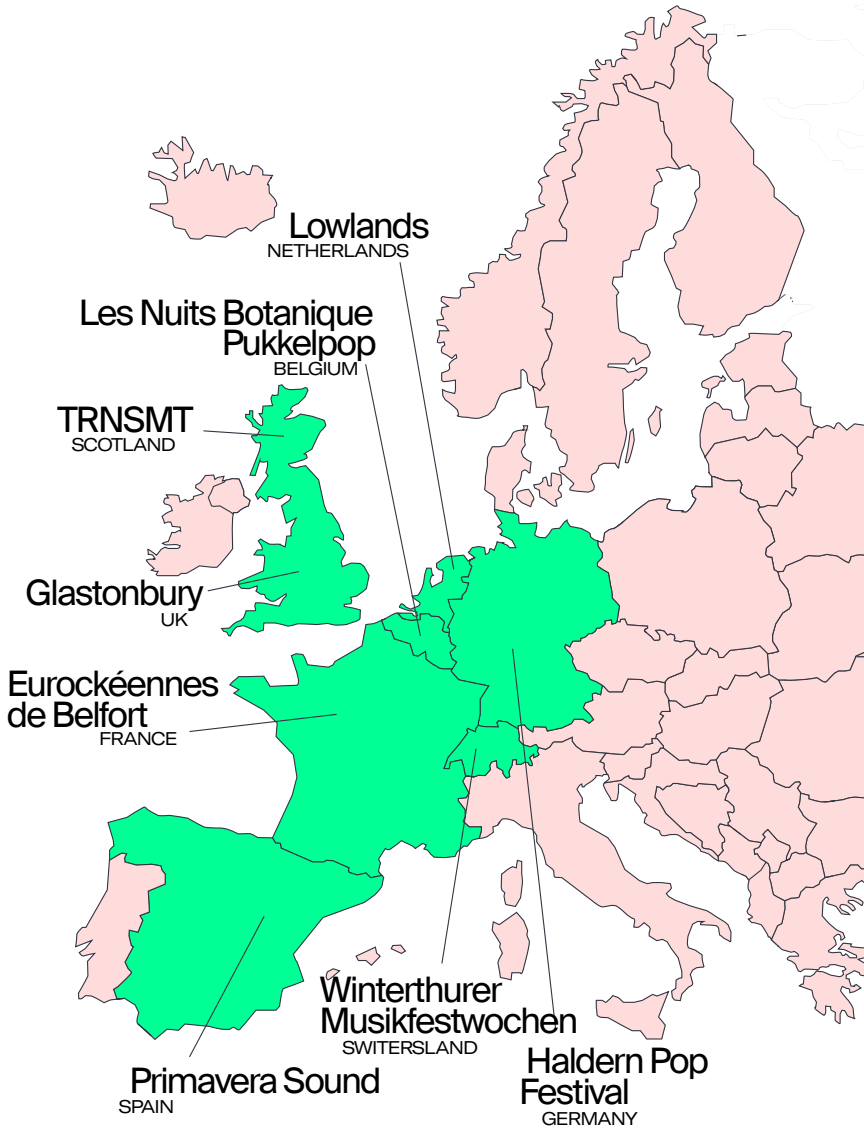 Lowlands
NETHERLANDS
Les Nuits Botanique
Pukkelpop
BELGIUM
TRNSMT
SCOTLAND
Glastonbury
UK
Eurockéennes
de Belfort
FRANCE
Winterthurer
Musikfestwochen
SWITERSLAND
Haldern Pop
Festival
GERMANY
Primavera Sound
SPAIN